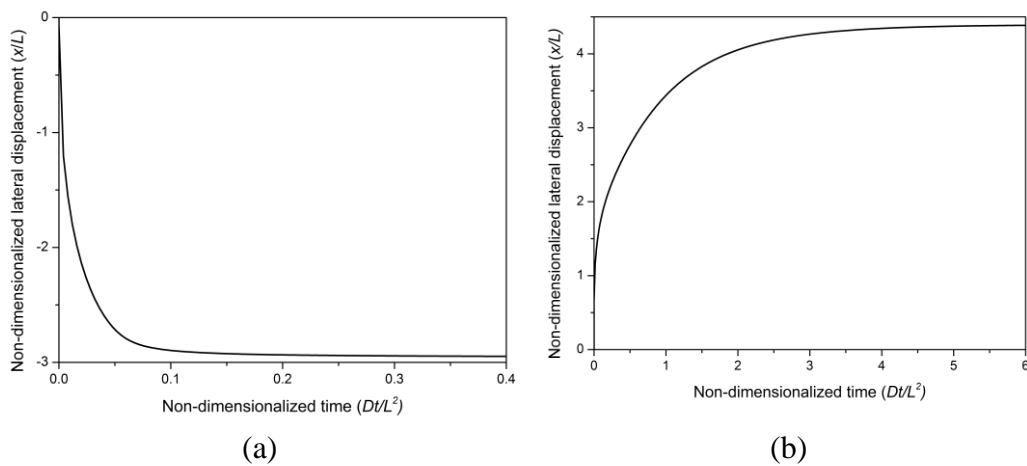 Non-dimensionalized lateral displacement (x/L)
0
-1
-2
-3
0.0 0.1 0.2 0.3 0.4
Non-dimensionalized time (Dt/L²)
(a)
Non-dimensionalized lateral displacement (x/L)
4
3
2
1
0
0 1 2 3 4 5 6
Non-dimensionalized time (Dt/L²)
(b)